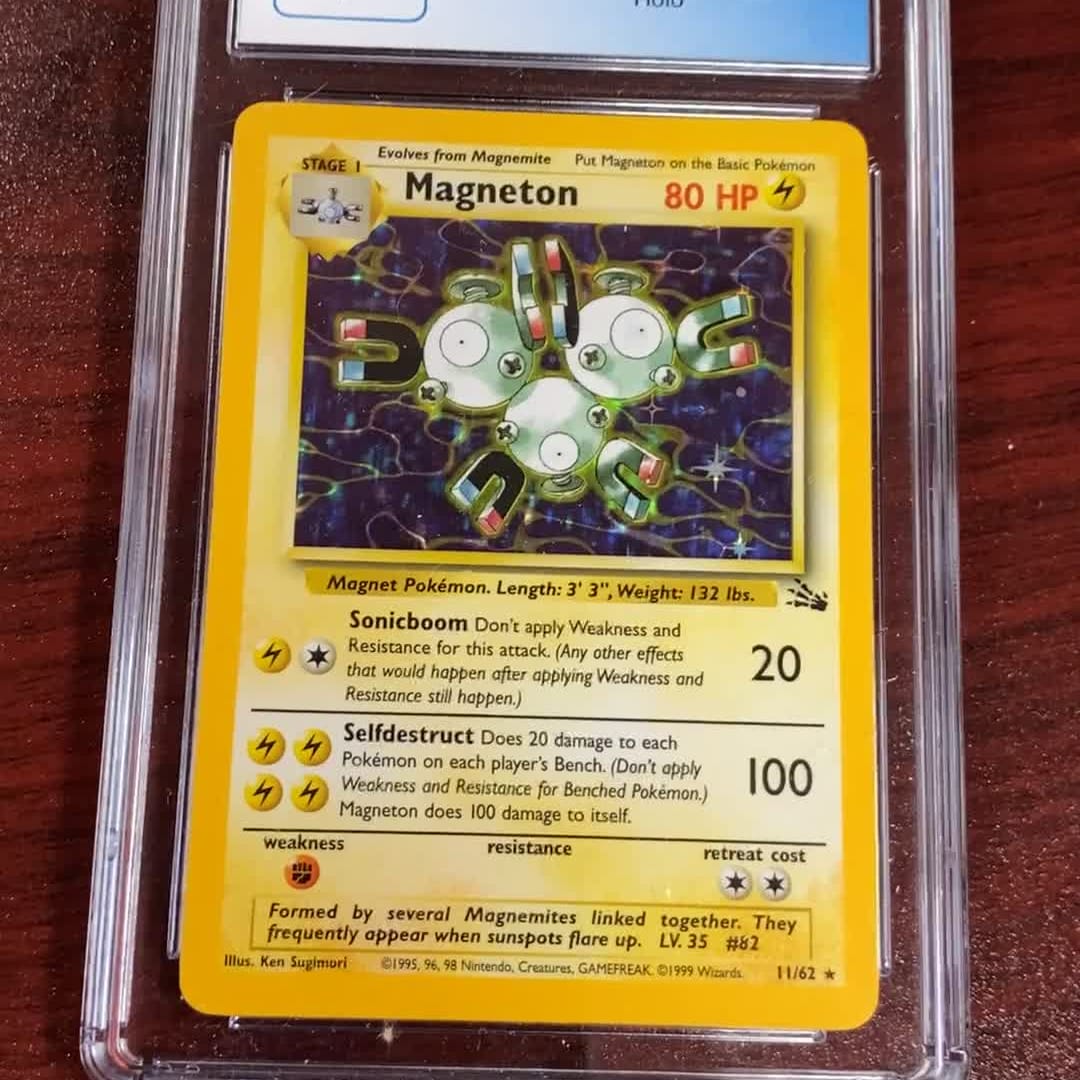 Holo
STAGE 1 Evolves from Magnemite Put Magneton on the Basic Pokémon
Magneton 80 HP
Magnet Pokémon. Length: 3' 3", Weight: 132 lbs.
Sonicboom Don't apply Weakness and
Resistance for this attack. (Any other effects
that would happen after applying Weakness and
Resistance still happen.)
20
Selfdestruct Does 20 damage to each
Pokémon on each player's Bench. (Don't apply
Weakness and Resistance for Benched Pokémon.)
Magneton does 100 damage to itself.
100
weakness resistance retreat cost
Formed by several Magnemites linked together. They
frequently appear when sunspots flare up. LV. 35 #82
Illus. Ken Sugimori ©1995, 96, 98 Nintendo, Creatures, GAMEFREAK. ©1999 Wizards. 11/62 ★